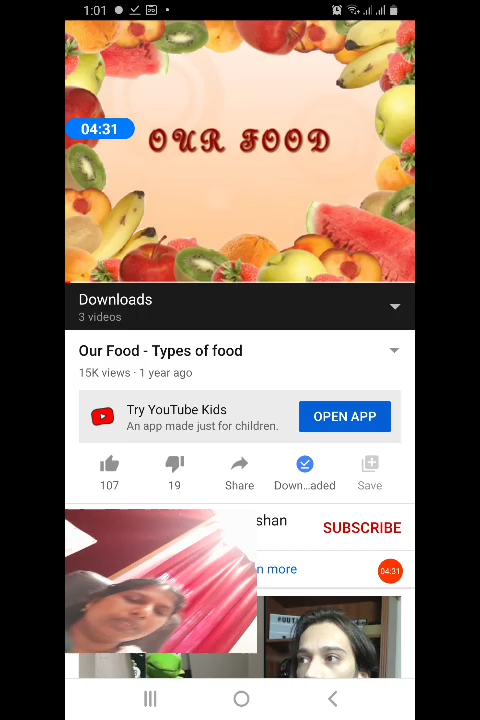 1:01
OUR FOOD
04:31
Downloads
3 videos
Our Food - Types of food
15K views · 1 year ago
Try YouTube Kids
An app made just for children.
OPEN APP
107
19
Share
Down...aded
Save
shan
SUBSCRIBE
n more
04:31